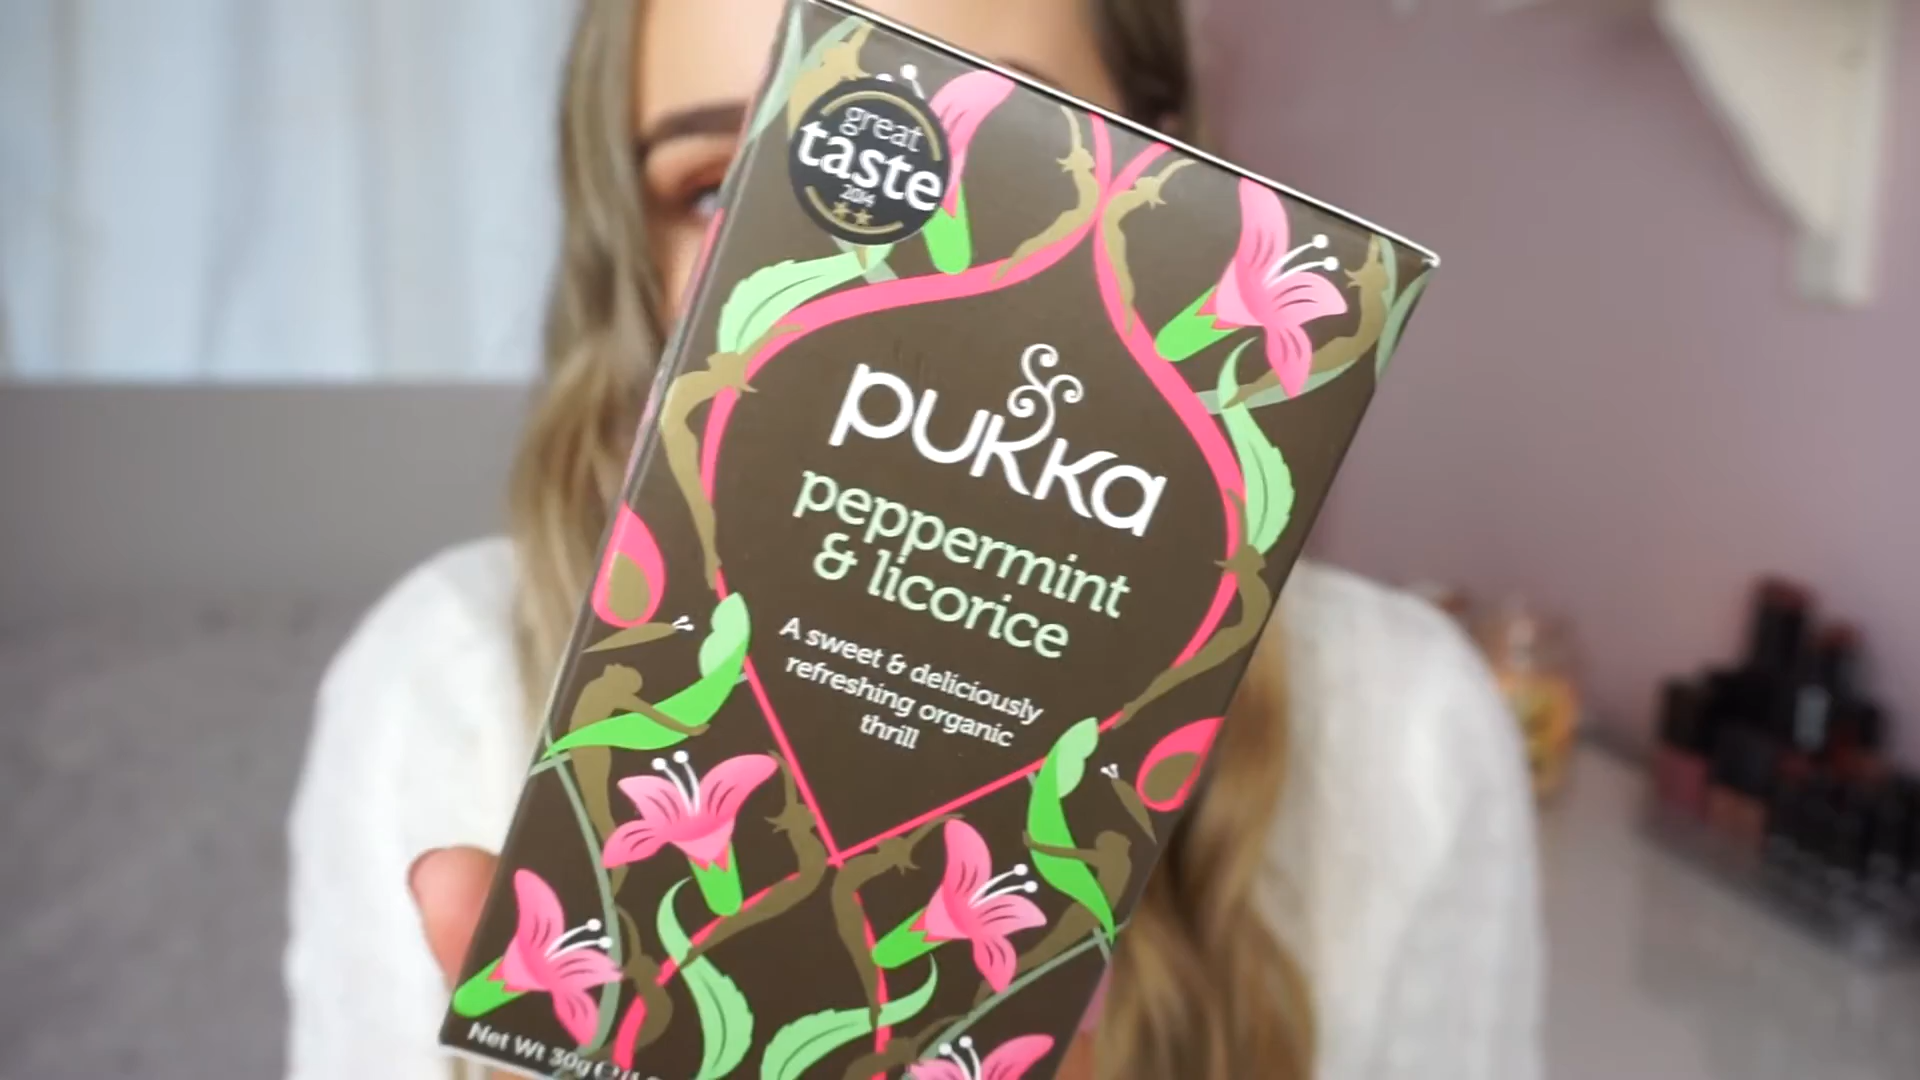 great
taste
2014
pukka
peppermint
& licorice
A sweet & deliciously
refreshing organic
thrill
Net Wt 30g ℮